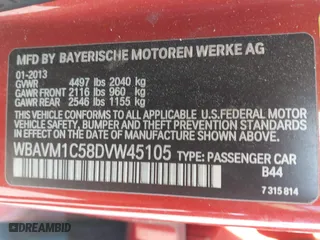 MFD BY BAYERISCHE MOTOREN WERKE AG
01-2013
GVWR 4497 lbs 2040 kg
GAWR FRONT 2116 lbs 960 kg
GAWR REAR 2546 lbs 1155 kg
THIS VEHICLE CONFORMS TO ALL APPLICABLE U.S. FEDERAL MOTOR
VEHICLE SAFETY, BUMPER, AND THEFT PREVENTION STANDARDS
IN EFFECT ON THE DATE OF MANUFACTURE SHOWN ABOVE.
WBAVM1C58DVW45105 TYPE: PASSENGER CAR
B44
7 315 814